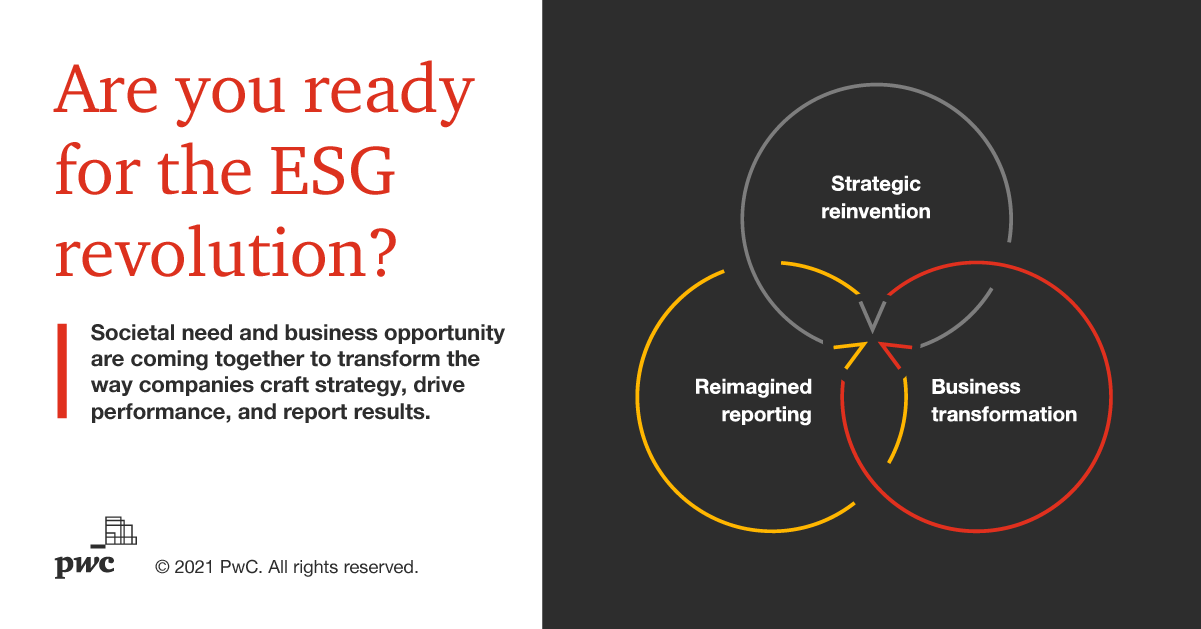 Are you ready
for the ESG
revolution?
Societal need and business opportunity
are coming together to transform the
way companies craft strategy, drive
performance, and report results.
pwc
© 2021 PwC. All rights reserved.
Strategic
reinvention
Reimagined
reporting
Business
transformation